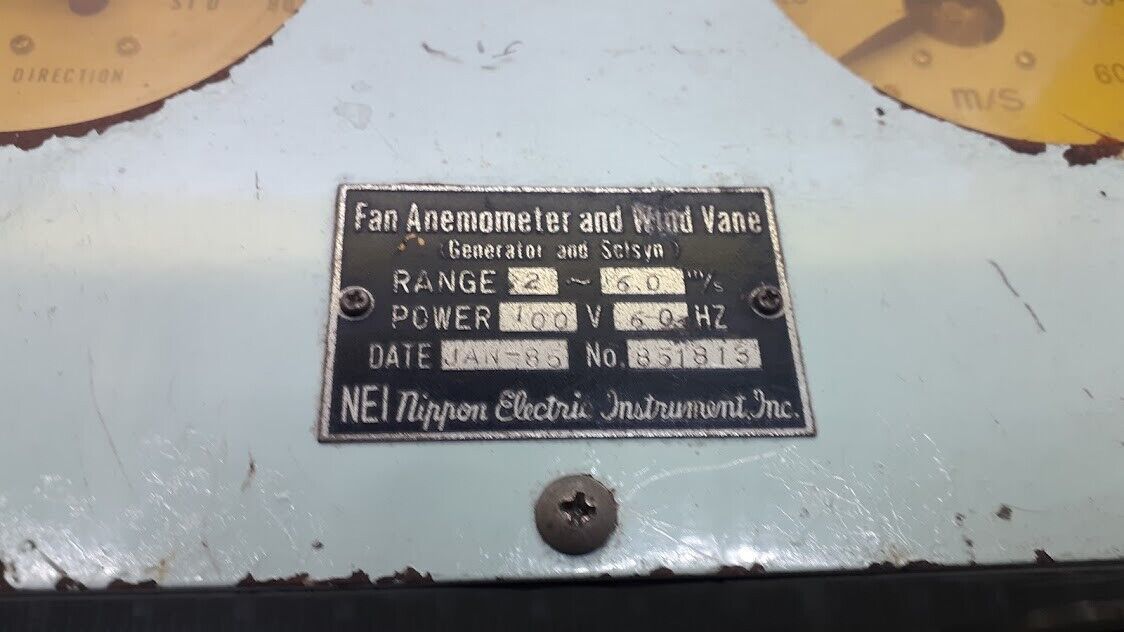 DIRECTION
60
m/s
Fan Anemometer and Wind Vane
(Generator and Selsyn)
RANGE 2 ~ 60 m/s
POWER 100 V 60 HZ
DATE JAN-86 No.
NEI Nippon Electric Instrument, Inc.